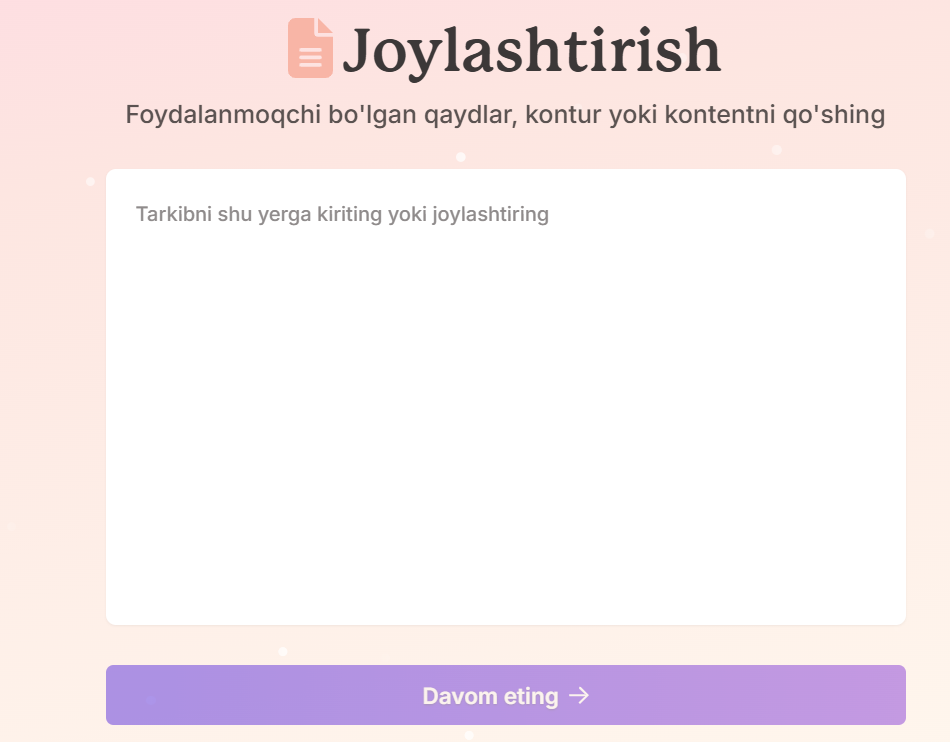 Joylashtirish
Foydalanmoqchi bo'lgan qaydlar, kontur yoki kontentni qo'shing
Tarkibni shu yerga kiriting yoki joylashtiring
Davom eting →